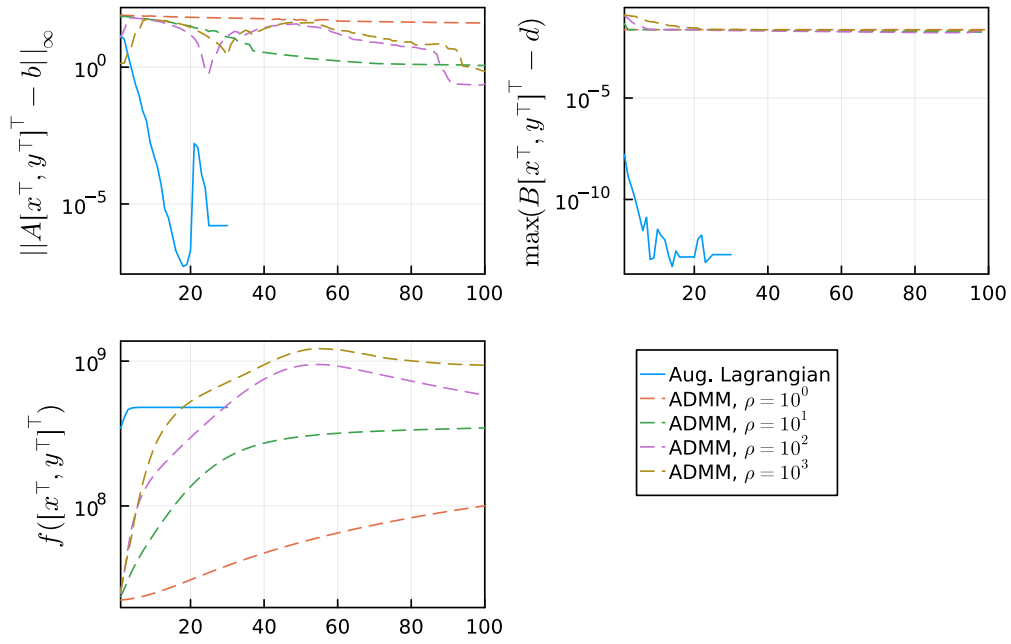 ||A[x^⊤, y^⊤]^⊤ − b||_∞
10^0
10^−5
20 40 60 80 100
max(B[x^⊤, y^⊤]^⊤ − d)
10^−5
10^−10
20 40 60 80 100
f([x^⊤, y^⊤]^⊤)
10^9
10^8
20 40 60 80 100
Aug. Lagrangian
ADMM, ρ = 10^0
ADMM, ρ = 10^1
ADMM, ρ = 10^2
ADMM, ρ = 10^3